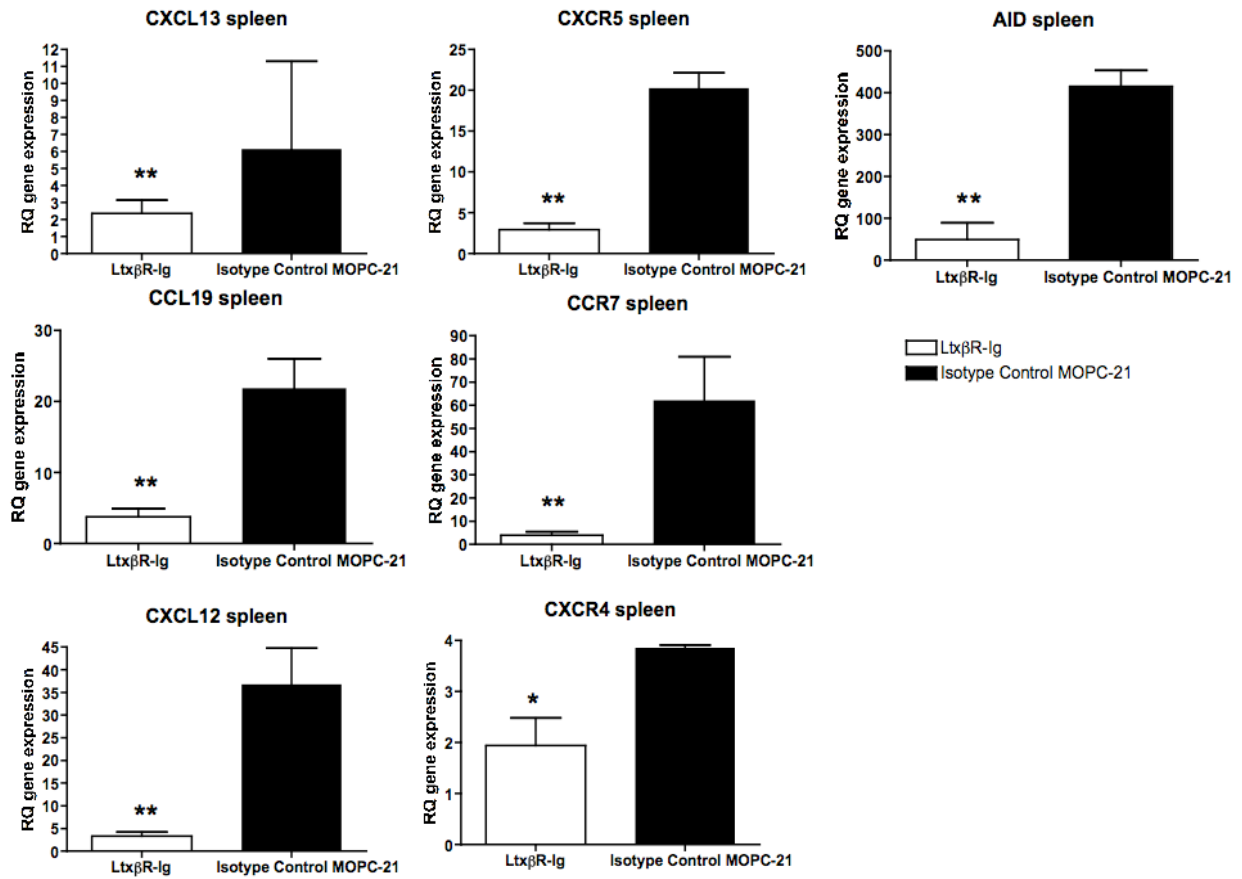 CXCL13 spleen
RQ gene expression
12
11
10
9
8
7
6
5
4
3
2
1
0
**
LtxβR-Ig
Isotype Control MOPC-21
CXCR5 spleen
RQ gene expression
25
20
15
10
5
0
**
LtxβR-Ig
Isotype Control MOPC-21
AID spleen
RQ gene expression
500
400
300
200
100
0
**
LtxβR-Ig
Isotype Control MOPC-21
CCL19 spleen
RQ gene expression
30
20
10
0
**
LtxβR-Ig
Isotype Control MOPC-21
CCR7 spleen
RQ gene expression
90
80
70
60
50
40
30
20
10
0
**
LtxβR-Ig
Isotype Control MOPC-21
LtxβR-Ig
Isotype Control MOPC-21
CXCL12 spleen
RQ gene expression
45
40
35
30
25
20
15
10
5
0
**
LtxβR-Ig
Isotype Control MOPC-21
CXCR4 spleen
RQ gene expression
4
3
2
1
0
*
LtxβR-Ig
Isotype Control MOPC-21